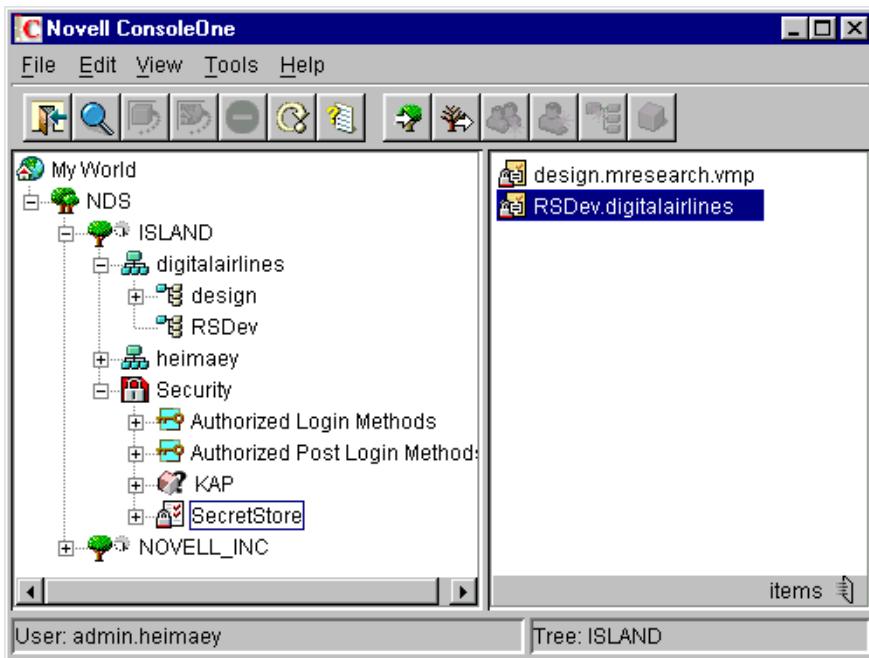 Novell ConsoleOne
File Edit View Tools Help
My World
NDS
ISLAND
digitalairlines
design
RSDev
heimaey
Security
Authorized Login Methods
Authorized Post Login Method
KAP
SecretStore
NOVELL_INC
design.mresearch.vmp
RSDev.digitalairlines
items
User: admin.heimaey
Tree: ISLAND